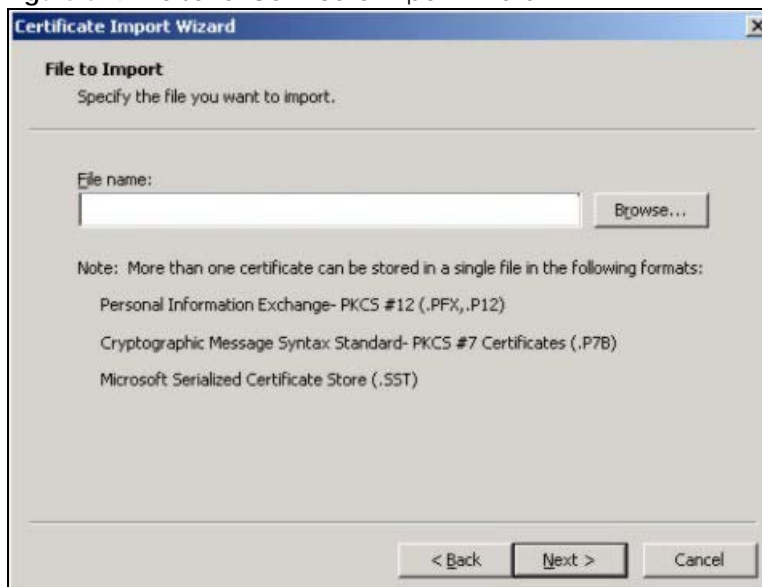 Certificate Import Wizard
File to Import
Specify the file you want to import.
File name:
Browse...
Note: More than one certificate can be stored in a single file in the following formats:
Personal Information Exchange- PKCS #12 (.PFX,.P12)
Cryptographic Message Syntax Standard- PKCS #7 Certificates (.P7B)
Microsoft Serialized Certificate Store (.SST)
< Back Next > Cancel